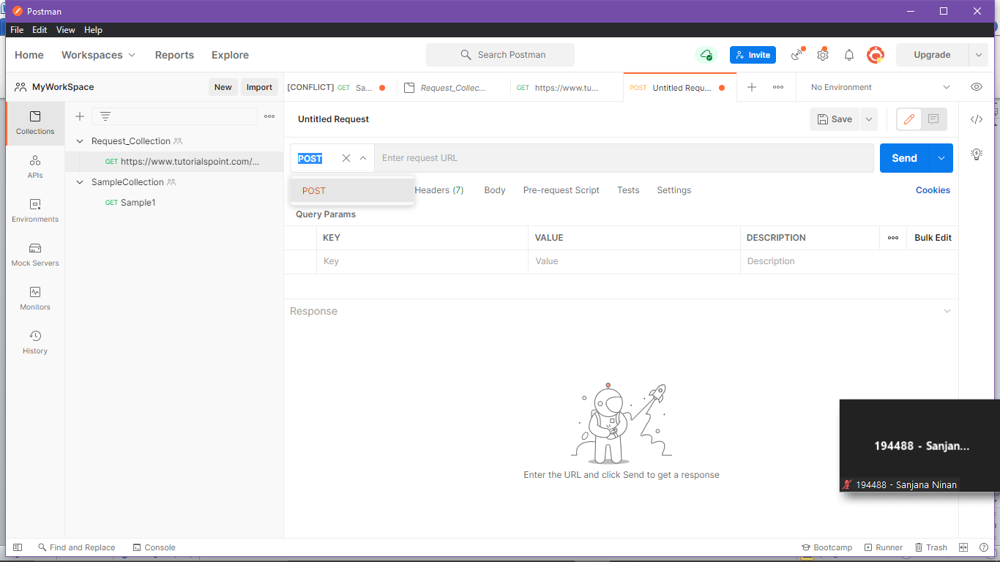 Postman
File Edit View Help
Home Workspaces Reports Explore Search Postman Invite Upgrade
MyWorkSpace New Import [CONFLICT] GET Sa... Request_Collec... GET https://www.tu... POST Untitled Requ... No Environment
Collections
APIs
Environments
Mock Servers
Monitors
History
Request_Collection
GET https://www.tutorialspoint.com/...
SampleCollection
GET Sample1
Untitled Request Save
POST Enter request URL Send
POST Headers (7) Body Pre-request Script Tests Settings Cookies
Query Params
KEY VALUE DESCRIPTION Bulk Edit
Key Value Description
Response
Enter the URL and click Send to get a response
194488 - Sanjan...
194488 - Sanjana Ninan
Find and Replace Console Bootcamp Runner Trash